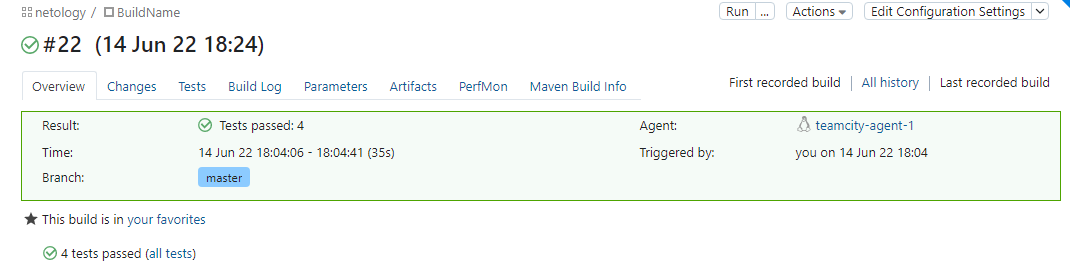 netology / BuildName
Run ... Actions Edit Configuration Settings
#22 (14 Jun 22 18:24)
Overview Changes Tests Build Log Parameters Artifacts PerfMon Maven Build Info
First recorded build | All history | Last recorded build
Result: Tests passed: 4 Agent: teamcity-agent-1
Time: 14 Jun 22 18:04:06 - 18:04:41 (35s) Triggered by: you on 14 Jun 22 18:04
Branch: master
This build is in your favorites
4 tests passed (all tests)